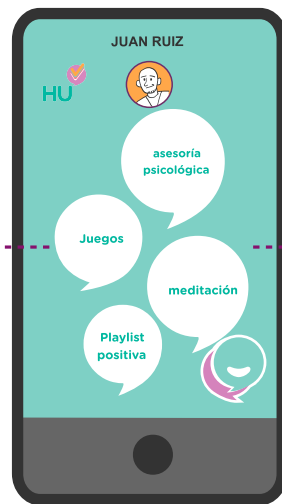 JUAN RUIZ
HU
asesoría
psicológica
Juegos
meditación
Playlist
positiva